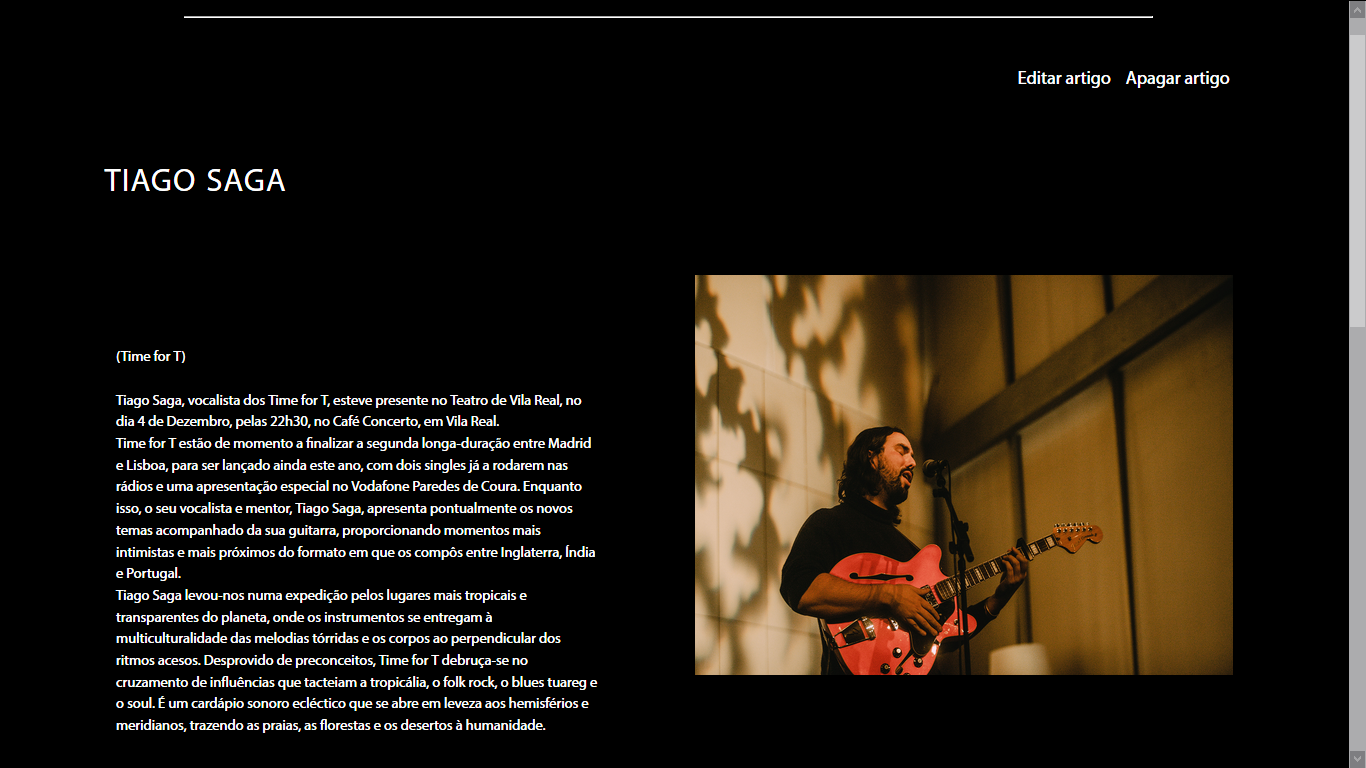 Editar artigo Apagar artigo
TIAGO SAGA
(Time for T)
Tiago Saga, vocalista dos Time for T, esteve presente no Teatro de Vila Real, no
dia 4 de Dezembro, pelas 22h30, no Café Concerto, em Vila Real.
Time for T estão de momento a finalizar a segunda longa-duração entre Madrid
e Lisboa, para ser lançado ainda este ano, com dois singles já a rodarem nas
rádios e uma apresentação especial no Vodafone Paredes de Coura. Enquanto
isso, o seu vocalista e mentor, Tiago Saga, apresenta pontualmente os novos
temas acompanhado da sua guitarra, proporcionando momentos mais
intimistas e mais próximos do formato em que os compôs entre Inglaterra, Índia
e Portugal.
Tiago Saga levou-nos numa expedição pelos lugares mais tropicais e
transparentes do planeta, onde os instrumentos se entregam à
multiculturalidade das melodias tórridas e os corpos ao perpendicular dos
ritmos acesos. Desprovido de preconceitos, Time for T debruça-se no
cruzamento de influências que tacteiam a tropicália, o folk rock, o blues tuareg e
o soul. É um cardápio sonoro ecléctico que se abre em leveza aos hemisférios e
meridianos, trazendo as praias, as florestas e os desertos à humanidade.